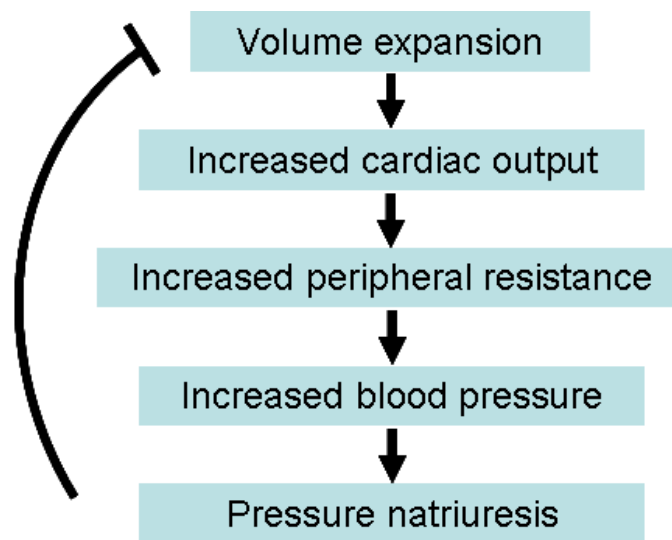 Volume expansion
Increased cardiac output
Increased peripheral resistance
Increased blood pressure
Pressure natriuresis